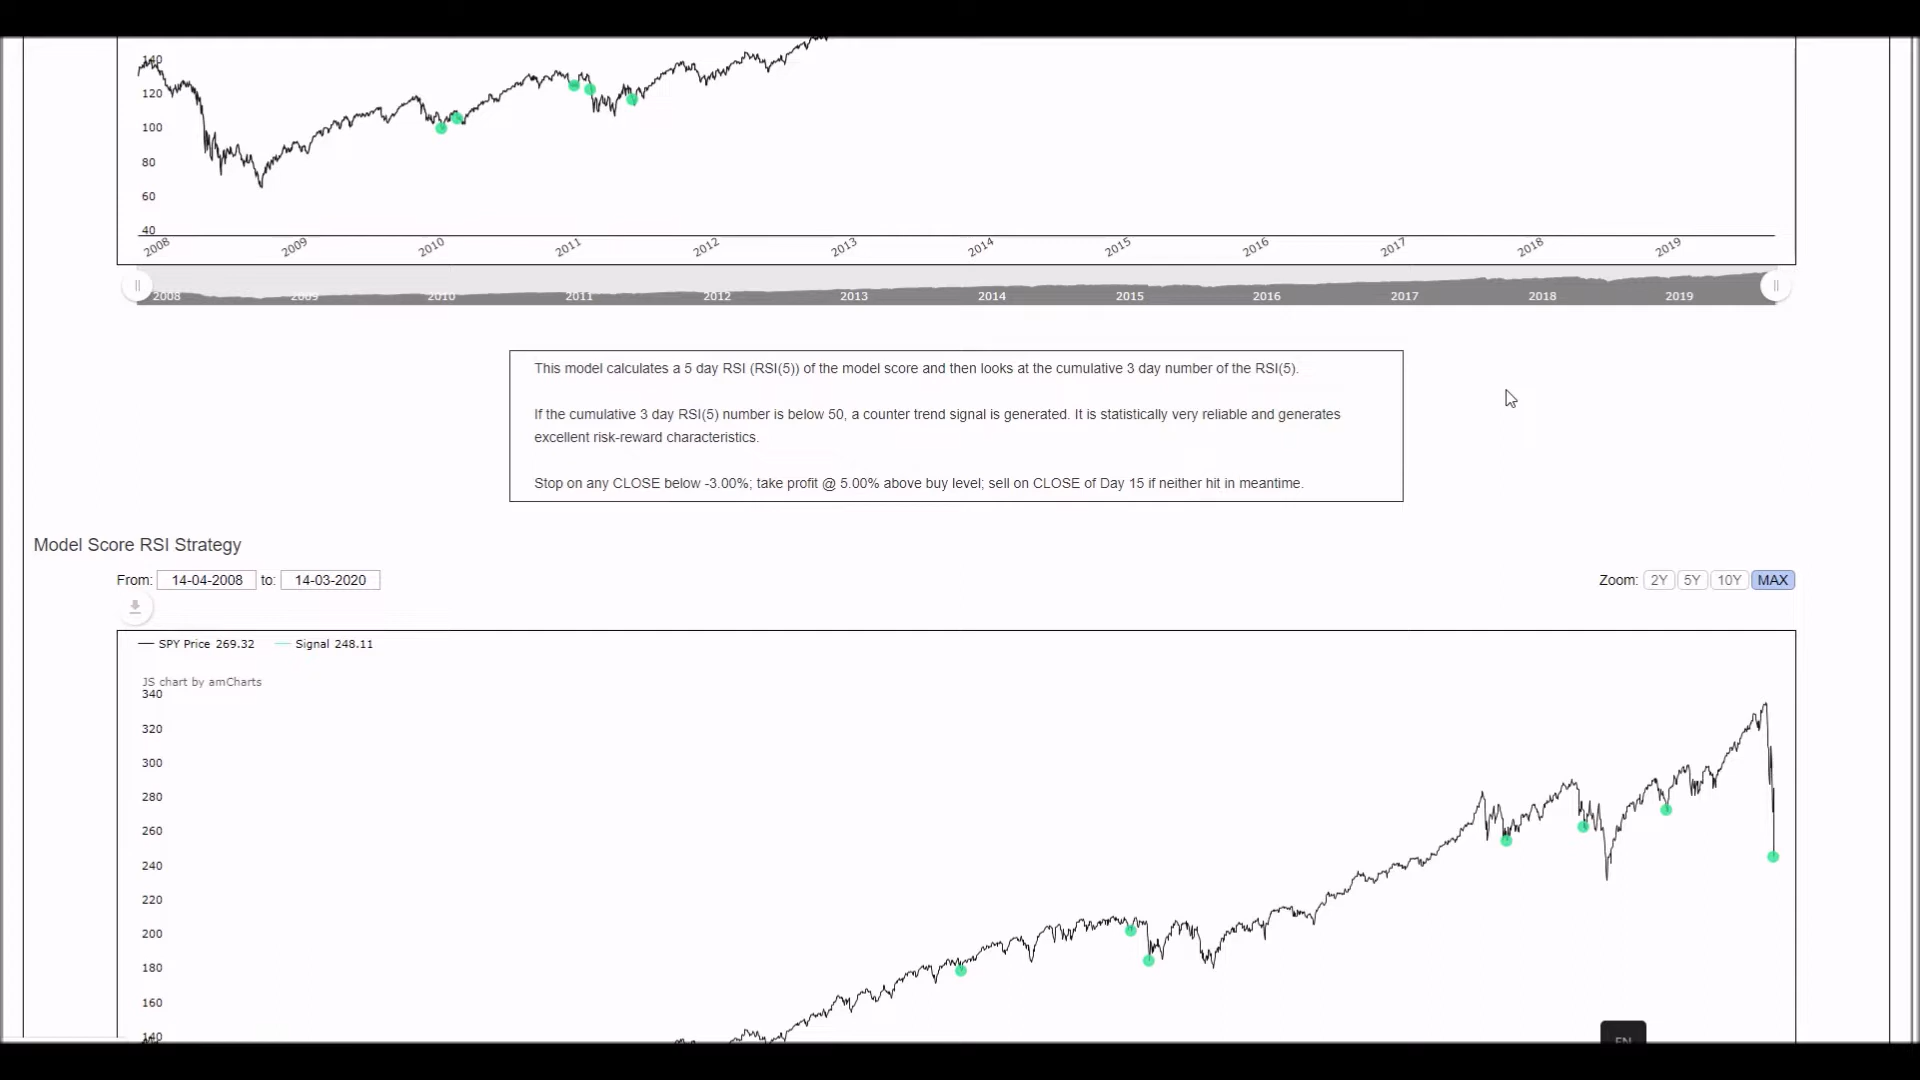 140
120
100
80
60
40
2008 2009 2010 2011 2012 2013 2014 2015 2016 2017 2018 2019
2008 2009 2010 2011 2012 2013 2014 2015 2016 2017 2018 2019
This model calculates a 5 day RSI (RSI(5)) of the model score and then looks at the cumulative 3 day number of the RSI(5).
If the cumulative 3 day RSI(5) number is below 50, a counter trend signal is generated. It is statistically very reliable and generates
excellent risk-reward characteristics.
Stop on any CLOSE below -3.00%; take profit @ 5.00% above buy level; sell on CLOSE of Day 15 if neither hit in meantime.
Model Score RSI Strategy
From: 14-04-2008 to: 14-03-2020 Zoom: 2Y 5Y 10Y MAX
SPY Price 269.32 Signal 248.11
JS chart by amCharts
340
320
300
280
260
240
220
200
180
160
140
EN